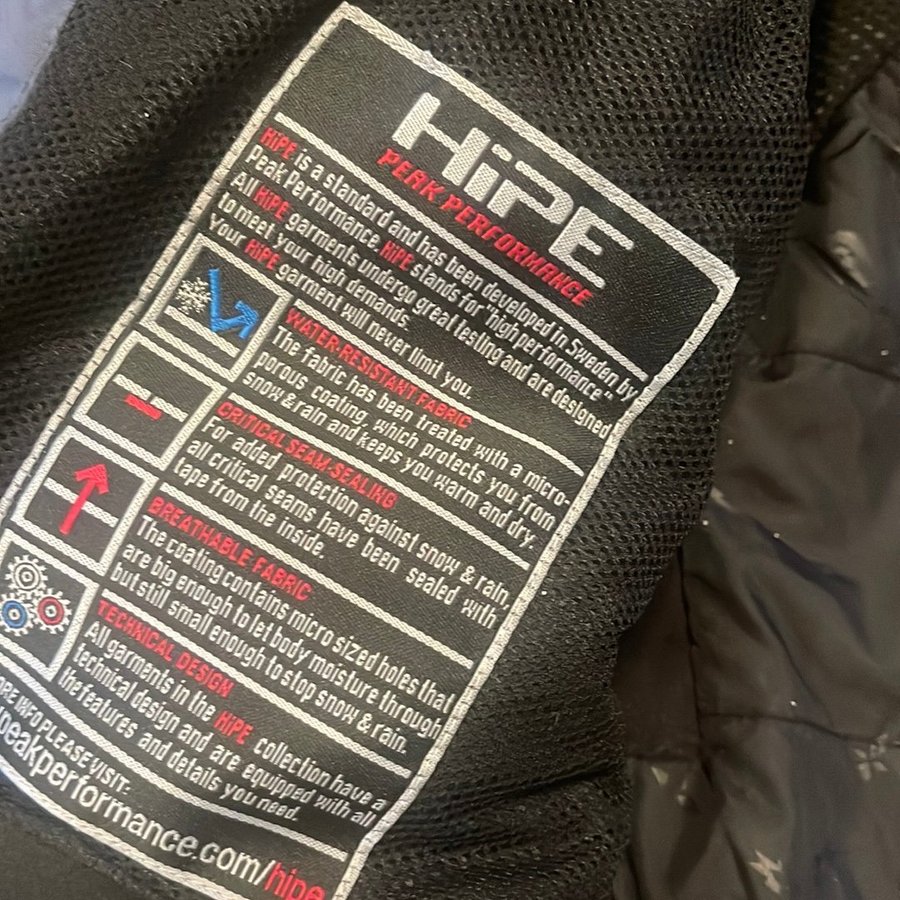 HiPE
PEAK PERFORMANCE
HiPE is a standard and has been developed in Sweden by
Peak Performance. HiPE stands for "high performance"
All HiPE garments undergo great testing and are designed
to meet your high demands.
Your HiPE garment will never limit you.
WATER-RESISTANT FABRIC
The fabric has been treated with a micro-
porous coating, which protects you from
snow & rain and keeps you warm and dry.
CRITICAL SEAM-SEALING
For added protection against snow & rain,
all critical seams have been sealed with
tape from the inside.
BREATHABLE FABRIC
The coating contains micro sized holes that
are big enough to let body moisture through
but still small enough to stop snow & rain.
TECHNICAL DESIGN
All garments in the HiPE collection have a
technical design and are equipped with all
the features and details you need.
ORE INFO PLEASE VISIT:
peakperformance.com/hipe